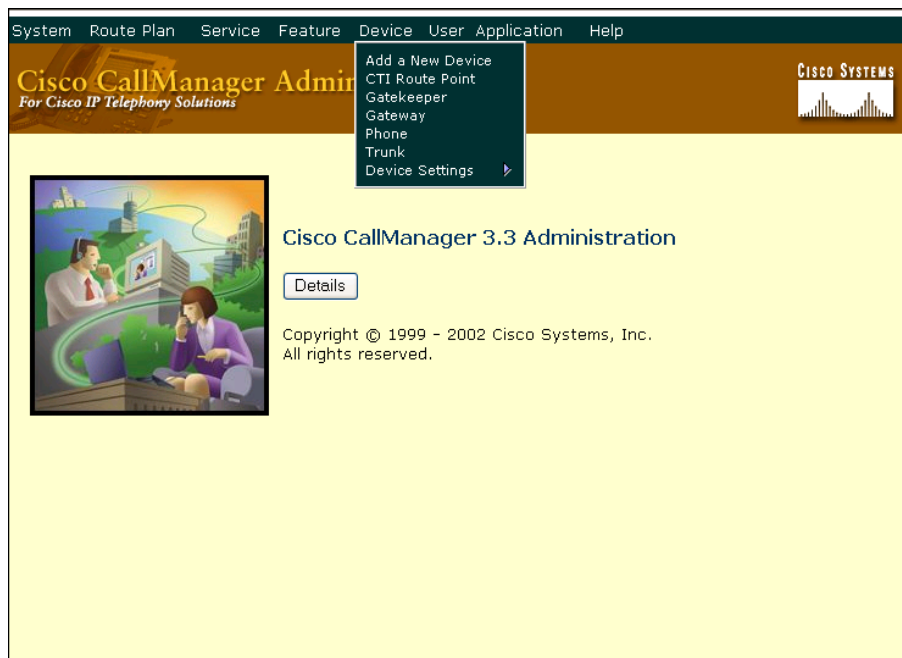 System Route Plan Service Feature Device User Application Help
Cisco CallManager Admin
For Cisco IP Telephony Solutions
Add a New Device
CTI Route Point
Gatekeeper
Gateway
Phone
Trunk
Device Settings
CISCO SYSTEMS
Cisco CallManager 3.3 Administration
Details
Copyright © 1999 - 2002 Cisco Systems, Inc.
All rights reserved.